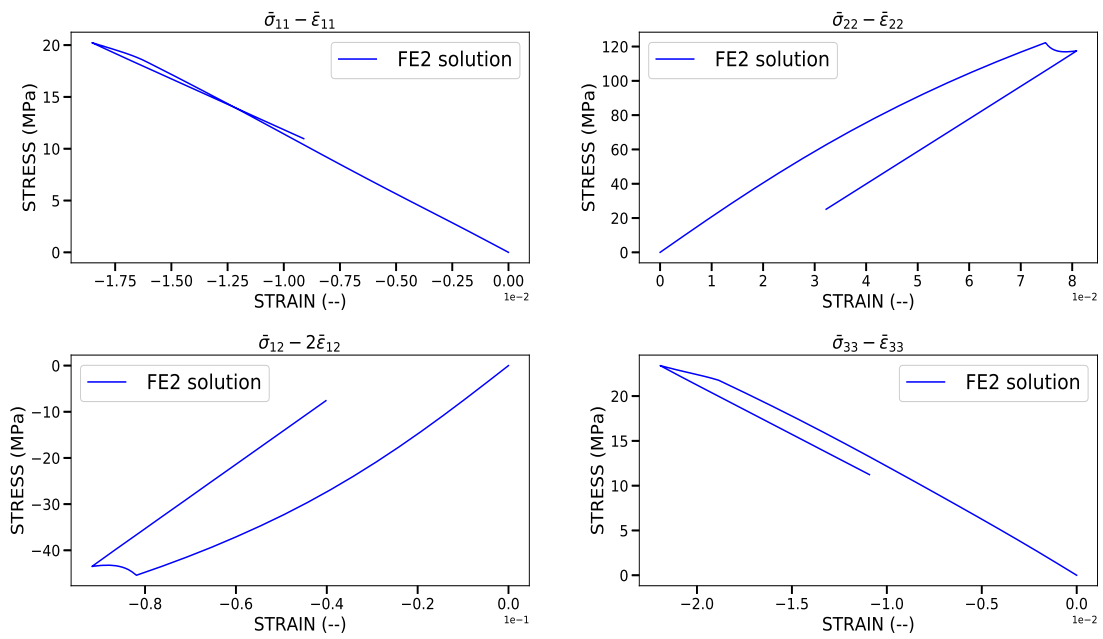 σ̄₁₁ − ε̄₁₁
FE2 solution
STRESS (MPa)
20
15
10
5
0
−1.75 −1.50 −1.25 −1.00 −0.75 −0.50 −0.25 0.00
1e−2
STRAIN (--)
σ̄₂₂ − ε̄₂₂
FE2 solution
STRESS (MPa)
120
100
80
60
40
20
0
0 1 2 3 4 5 6 7 8
1e−2
STRAIN (--)
σ̄₁₂ − 2ε̄₁₂
FE2 solution
STRESS (MPa)
0
−10
−20
−30
−40
−0.8 −0.6 −0.4 −0.2 0.0
1e−1
STRAIN (--)
σ̄₃₃ − ε̄₃₃
FE2 solution
STRESS (MPa)
20
15
10
5
0
−2.0 −1.5 −1.0 −0.5 0.0
1e−2
STRAIN (--)